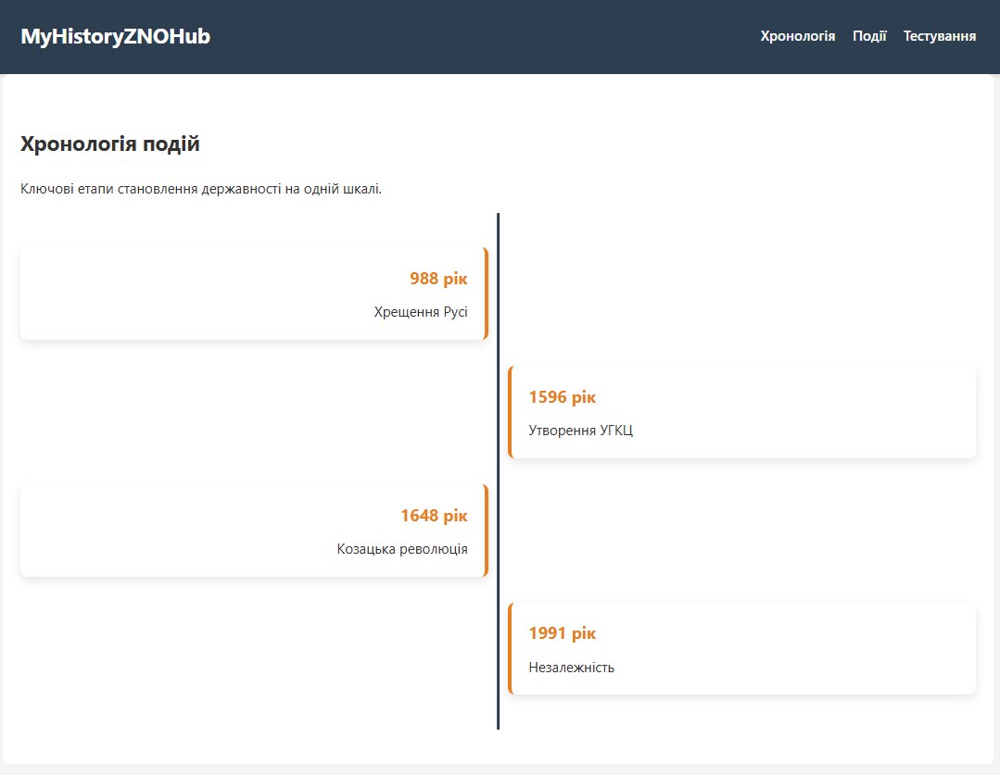 MyHistoryZNOHub
Хронологія Події Тестування
Хронологія подій
Ключові етапи становлення державності на одній шкалі.
988 рік
Хрещення Русі
1596 рік
Утворення УГКЦ
1648 рік
Козацька революція
1991 рік
Незалежність